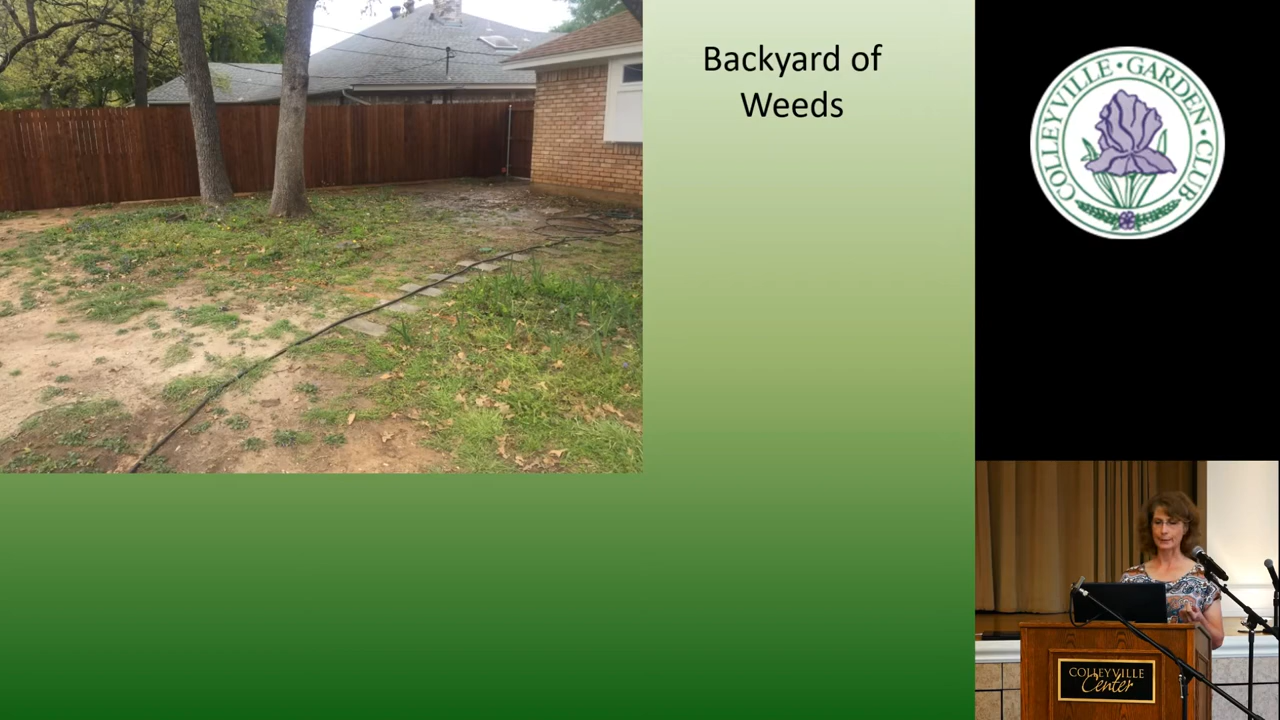 Backyard of
Weeds
COLLEYVILLE • GARDEN • CLUB
COLLEYVILLE
Center